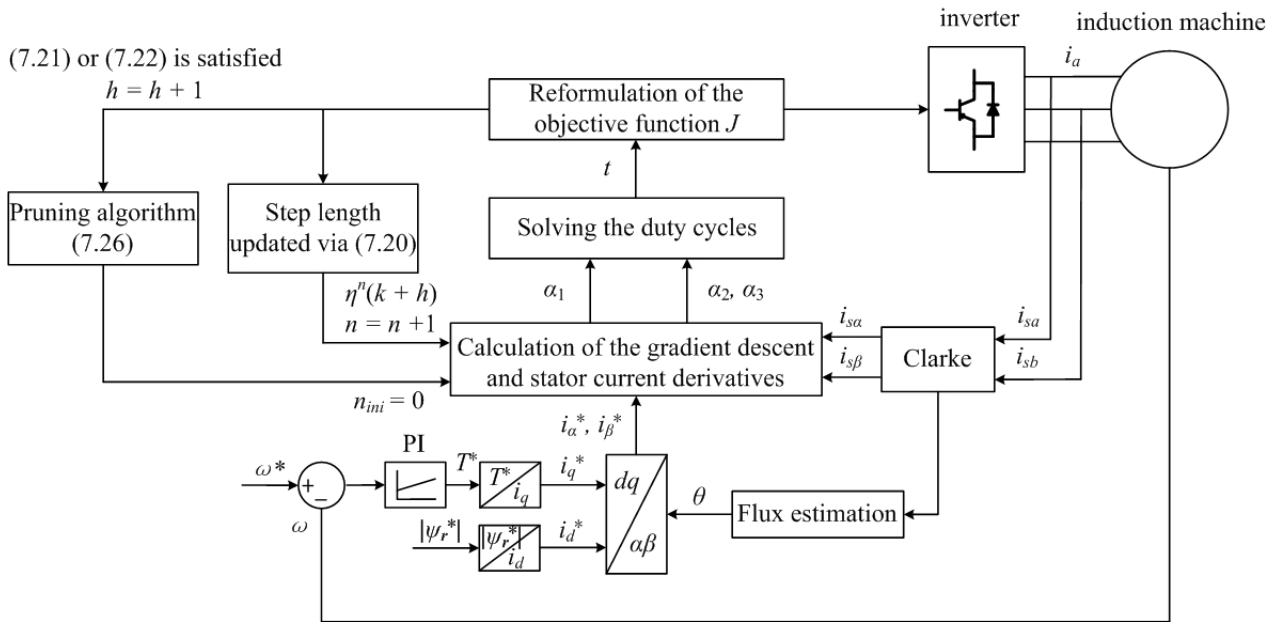 inverter
induction machine
(7.21) or (7.22) is satisfied
h = h + 1
i_a
Reformulation of the
objective function J
t
Pruning algorithm
(7.26)
Step length
updated via (7.20)
Solving the duty cycles
η^n(k + h)
n = n +1
α_1
α_2, α_3
i_sα
i_sβ
Clarke
i_sa
i_sb
Calculation of the gradient descent
and stator current derivatives
n_ini = 0
i_α*, i_β*
PI
ω*
+
−
ω
T*
T*
i_q
i_q*
dq
αβ
θ
Flux estimation
|ψ_r*|
|ψ_r*|
i_d
i_d*